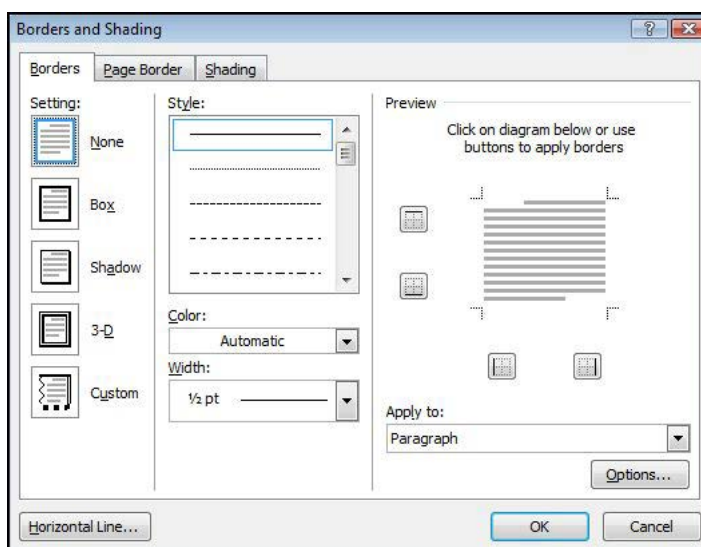 Borders and Shading
Borders
Page Border
Shading
Setting:
None
Box
Shadow
3-D
Custom
Style:
Color:
Automatic
Width:
½ pt
Preview
Click on diagram below or use
buttons to apply borders
Apply to:
Paragraph
Options...
Horizontal Line...
OK
Cancel